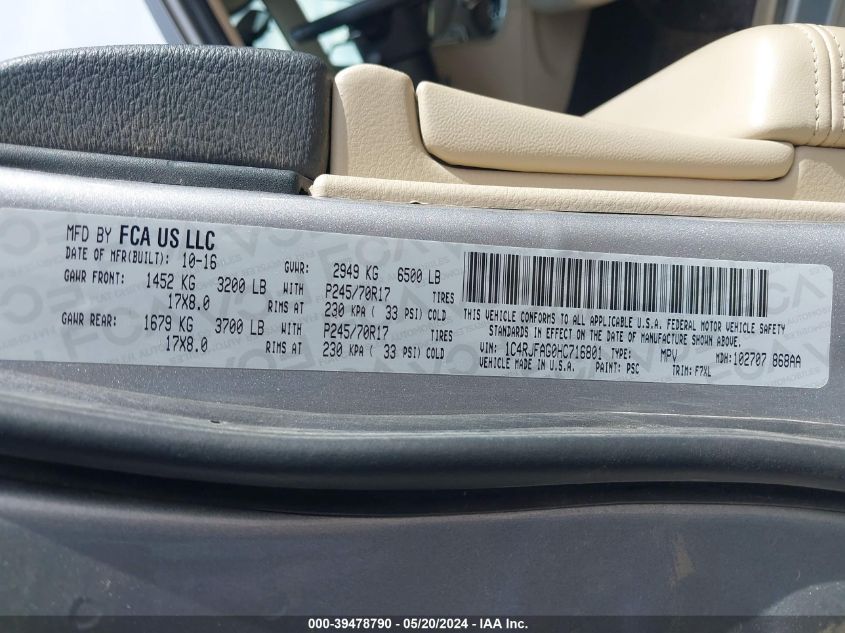 MFD BY FCA US LLC
DATE OF MFR(BUILT): 10-16 GVWR: 2949 KG 6500 LB
GAWR FRONT: 1452 KG 3200 LB WITH P245/70R17 TIRES
17X8.0 RIMS AT 230 KPA ( 33 PSI) COLD
GAWR REAR: 1679 KG 3700 LB WITH P245/70R17 TIRES
17X8.0 RIMS AT 230 KPA ( 33 PSI) COLD
THIS VEHICLE CONFORMS TO ALL APPLICABLE U.S.A. FEDERAL MOTOR VEHICLE SAFETY
STANDARDS IN EFFECT ON THE DATE OF MANUFACTURE SHOWN ABOVE.
VIN: 1C4RJFAG0HC716801 TYPE: MPV MDH: 102707 868AA
VEHICLE MADE IN U.S.A. PAINT: PSC TRIM: F7XL
000-39478790 - 05/20/2024 - IAA Inc.